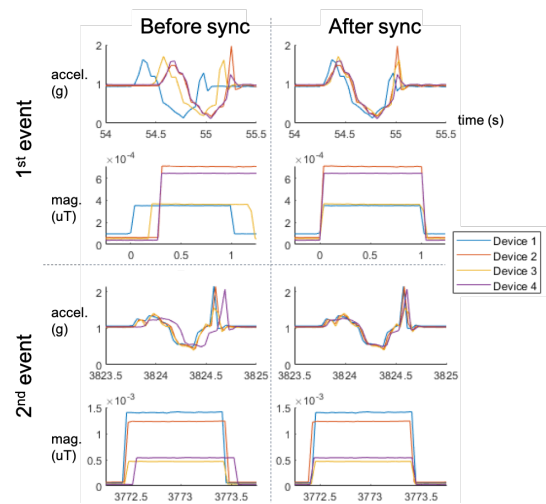 Before sync After sync
1st event
accel.
(g)
2
1
0
54 54.5 55 55.5
54 54.5 55 55.5
time (s)
mag.
(uT)
×10-4
6
4
2
0
0 0.5 1
×10-4
6
4
2
0
0 0.5 1
Device 1
Device 2
Device 3
Device 4
2nd event
accel.
(g)
2
1
0
3823.5 3824 3824.5 3825
2
1
0
3823.5 3824 3824.5 3825
mag.
(uT)
1.5 ×10-3
1
0.5
0
3772.5 3773 3773.5
1.5 ×10-3
1
0.5
0
3772.5 3773 3773.5